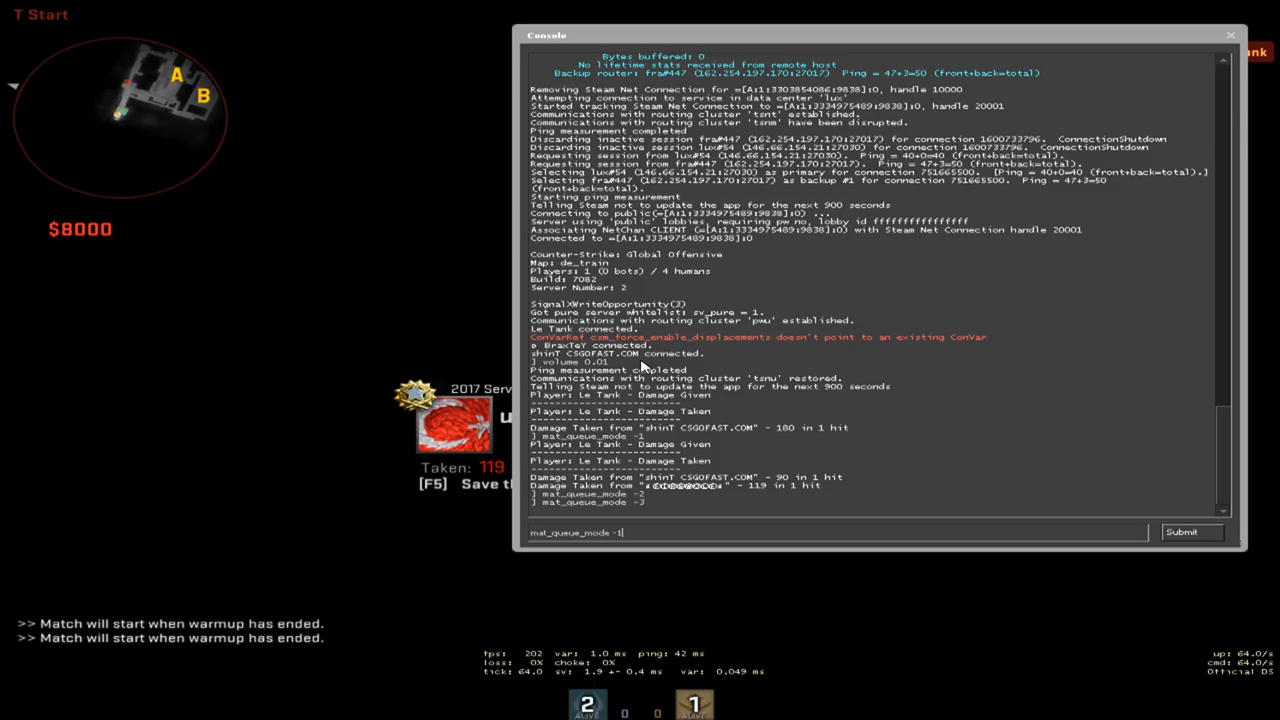 T Start
A
B
$8000
Console
nk
Bytes buffered: 0
No lifetime stats received from remote host
Backup router: fra#447 (162.254.197.170:27017) Ping = 47+3=50 (front+back=total)
Removing Steam Net Connection for =[A:1:3303854086:9838]:0, handle 10000
Attempting connection to service in data center 'lux'
Started tracking Steam Net Connection to =[A:1:3334975489:9838]:0, handle 20001
Communications with routing cluster 'tsnt' established.
Communications with routing cluster 'tsnm' have been disrupted.
Ping measurement completed
Discarding inactive session fra#447 (162.254.197.170:27017) for connection 1600733796. ConnectionShutdown
Discarding inactive session lux#54 (146.66.154.21:27030) for connection 1600733796. ConnectionShutdown
Requesting session from lux#54 (146.66.154.21:27030). Ping = 40+0=40 (front+back=total).
Requesting session from fra#447 (162.254.197.170:27017). Ping = 47+3=50 (front+back=total).
Selecting lux#54 (146.66.154.21:27030) as primary for connection 751665500. [Ping = 40+0=40 (front+back=total).]
Selecting fra#447 (162.254.197.170:27017) as backup #1 for connection 751665500. Ping = 47+3=50
(front+back=total).
Starting ping measurement
Telling Steam not to update the app for the next 900 seconds
Connecting to public(=[A:1:3334975489:9838]:0) ...
Server using 'public' lobbies, requiring pw no, lobby id ffffffffffffffff
Associating NetChan CLIENT (=[A:1:3334975489:9838]:0) with Steam Net Connection handle 20001
Connected to =[A:1:3334975489:9838]:0
Counter-Strike: Global Offensive
Map: de_train
Players: 1 (0 bots) / 4 humans
Build: 7082
Server Number: 2
SignalXWriteOpportunity(3)
Got pure server whitelist: sv_pure = 1.
Communications with routing cluster 'pwu' established.
Le Tank connected.
ConVarRef csm_force_enable_displacements doesn't point to an existing ConVar
BraxTeY connected.
shinT CSGOFAST.COM connected.
] volume 0.01
Ping measurement completed
Communications with routing cluster 'tsnu' restored.
Telling Steam not to update the app for the next 900 seconds
Player: Le Tank - Damage Given
-------------------------
Player: Le Tank - Damage Taken
-------------------------
Damage Taken from "shinT CSGOFAST.COM" - 180 in 1 hit
] mat_queue_mode -1
Player: Le Tank - Damage Given
-------------------------
Player: Le Tank - Damage Taken
-------------------------
Damage Taken from "shinT CSGOFAST.COM" - 90 in 1 hit
Damage Taken from " " - 119 in 1 hit
] mat_queue_mode -2
] mat_queue_mode -3
mat_queue_mode -1
Submit
2017 Serv
Taken: 119
[F5] Save th
>> Match will start when warmup has ended.
>> Match will start when warmup has ended.
fps: 202 var: 1.0 ms ping: 42 ms
loss: 0% choke: 0%
tick: 64.0 sv: 1.9 +- 0.4 ms var: 0.049 ms
up: 64.0/s
cmd: 64.0/s
Official DS
2
ALIVE
0
0
1
ALIVE